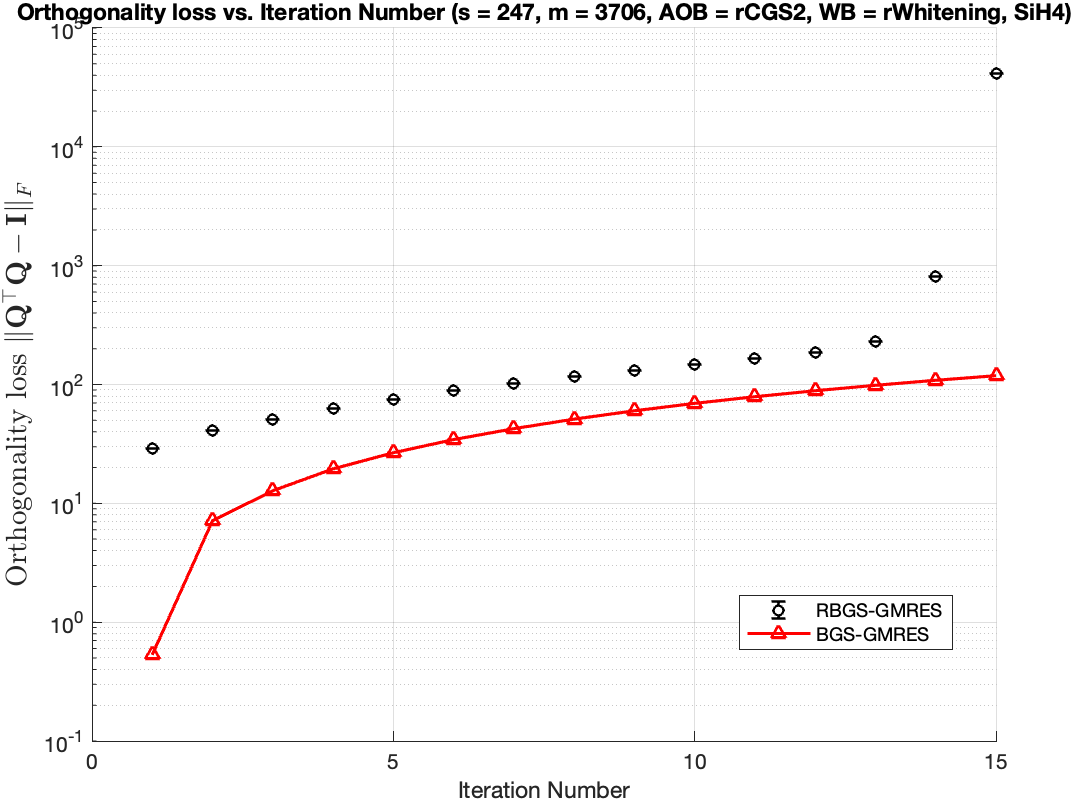 Orthogonality loss vs. Iteration Number (s = 247, m = 3706, AOB = rCGS2, WB = rWhitening, SiH4)
Orthogonality loss ||Q^⊤Q − I||_F
10^5
10^4
10^3
10^2
10^1
10^0
10^-1
0 5 10 15
Iteration Number
RBGS-GMRES
BGS-GMRES